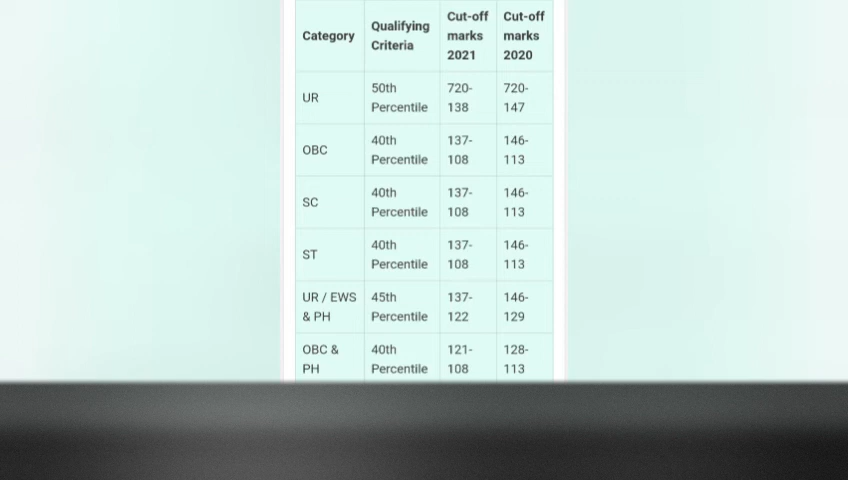 Category Qualifying Criteria Cut-off marks 2021 Cut-off marks 2020
UR 50th Percentile 720-138 720-147
OBC 40th Percentile 137-108 146-113
SC 40th Percentile 137-108 146-113
ST 40th Percentile 137-108 146-113
UR / EWS & PH 45th Percentile 137-122 146-129
OBC & PH 40th Percentile 121-108 128-113